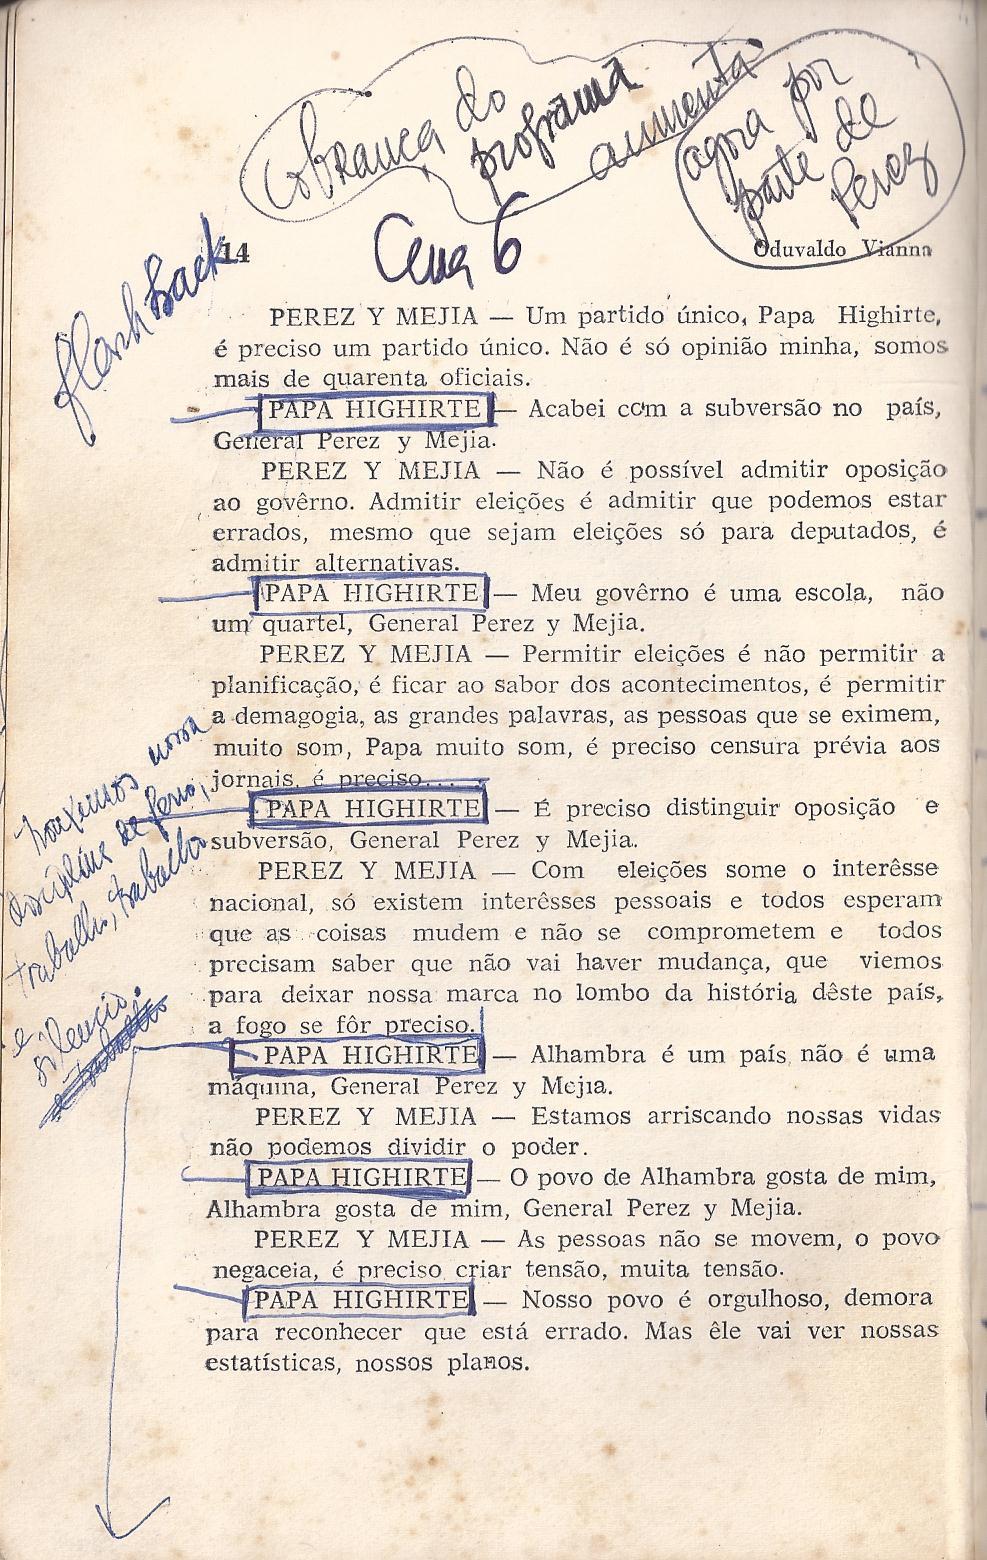 Cobrança do programa aumenta
agora por
parte de
Perez
Cena 6
flash back
14
Oduvaldo Vianna
PEREZ Y MEJIA — Um partido único, Papa Highirte,
é preciso um partido único. Não é só opinião minha, somos
mais de quarenta oficiais.
PAPA HIGHIRTE — Acabei com a subversão no país,
General Perez y Mejia.
PEREZ Y MEJIA — Não é possível admitir oposição
ao govêrno. Admitir eleições é admitir que podemos estar
errados, mesmo que sejam eleições só para deputados, é
admitir alternativas.
PAPA HIGHIRTE — Meu govêrno é uma escola, não
um quartel, General Perez y Mejia.
PEREZ Y MEJIA — Permitir eleições é não permitir a
planificação, é ficar ao sabor dos acontecimentos, é permitir
a demagogia, as grandes palavras, as pessoas que se eximem,
muito som, Papa muito som, é preciso censura prévia aos
jornais, é preciso....
PAPA HIGHIRTE — É preciso distinguir oposição e
subversão, General Perez y Mejia.
PEREZ Y MEJIA — Com eleições some o interêsse
nacional, só existem interêsses pessoais e todos esperam
que as coisas mudem e não se comprometem e todos
precisam saber que não vai haver mudança, que viemos
para deixar nossa marca no lombo da história dêste país,
a fogo se fôr preciso.
nossa
disciplina de ferro,
trabalho, trabalho
e silencio.
PAPA HIGHIRTE — Alhambra é um país não é uma
máquina, General Perez y Mejia.
PEREZ Y MEJIA — Estamos arriscando nossas vidas
não podemos dividir o poder.
PAPA HIGHIRTE — O povo de Alhambra gosta de mim,
Alhambra gosta de mim, General Perez y Mejia.
PEREZ Y MEJIA — As pessoas não se movem, o povo
negaceia, é preciso criar tensão, muita tensão.
PAPA HIGHIRTE — Nosso povo é orgulhoso, demora
para reconhecer que está errado. Mas êle vai ver nossas
estatísticas, nossos planos.